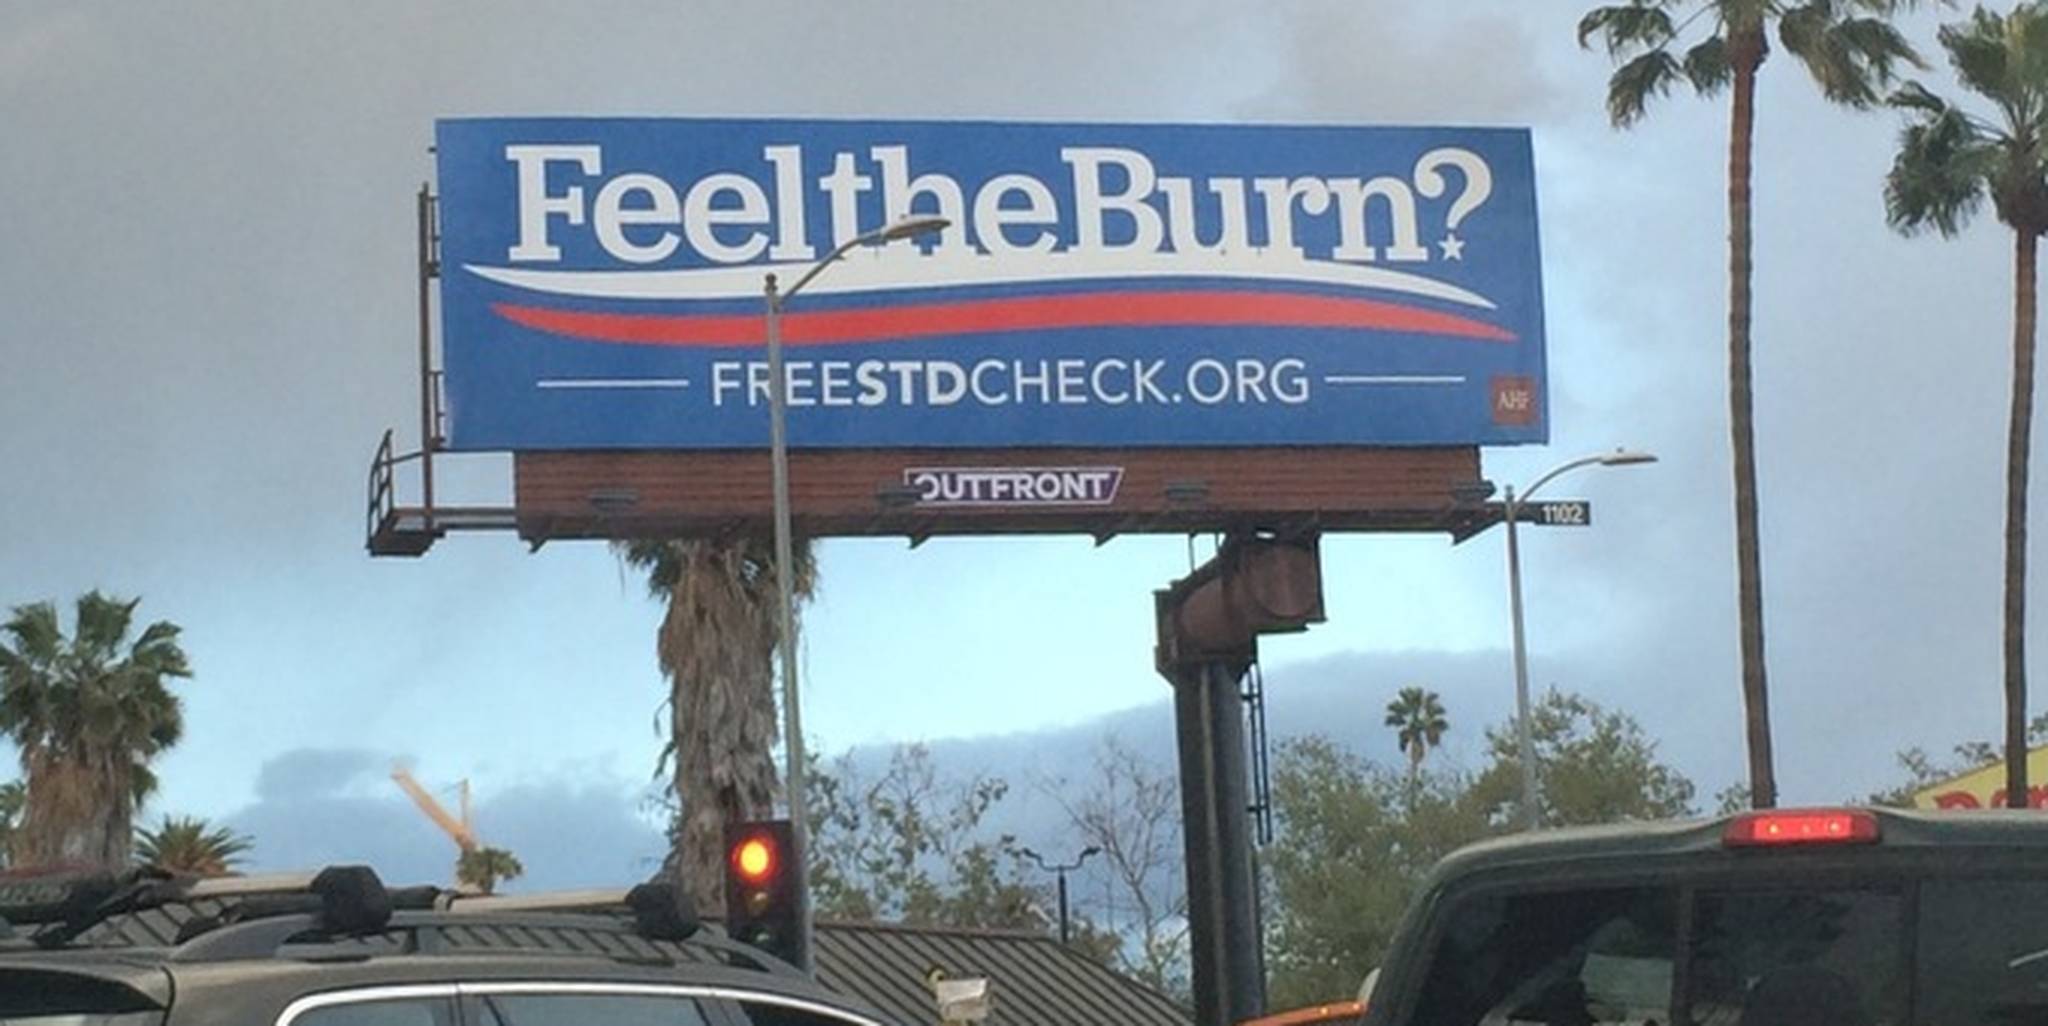 FeeltheBurn?
FREESTDCHECK.ORG
AHF
OUTFRONT
1102